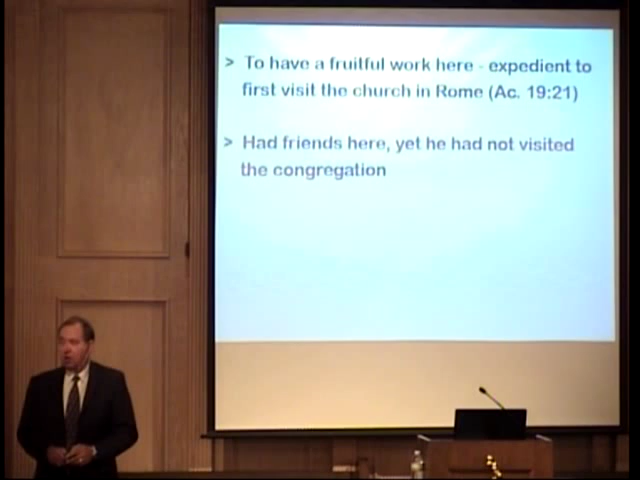 > To have a fruitful work here - expedient to
first visit the church in Rome (Ac. 19:21)
> Had friends here, yet he had not visited
the congregation